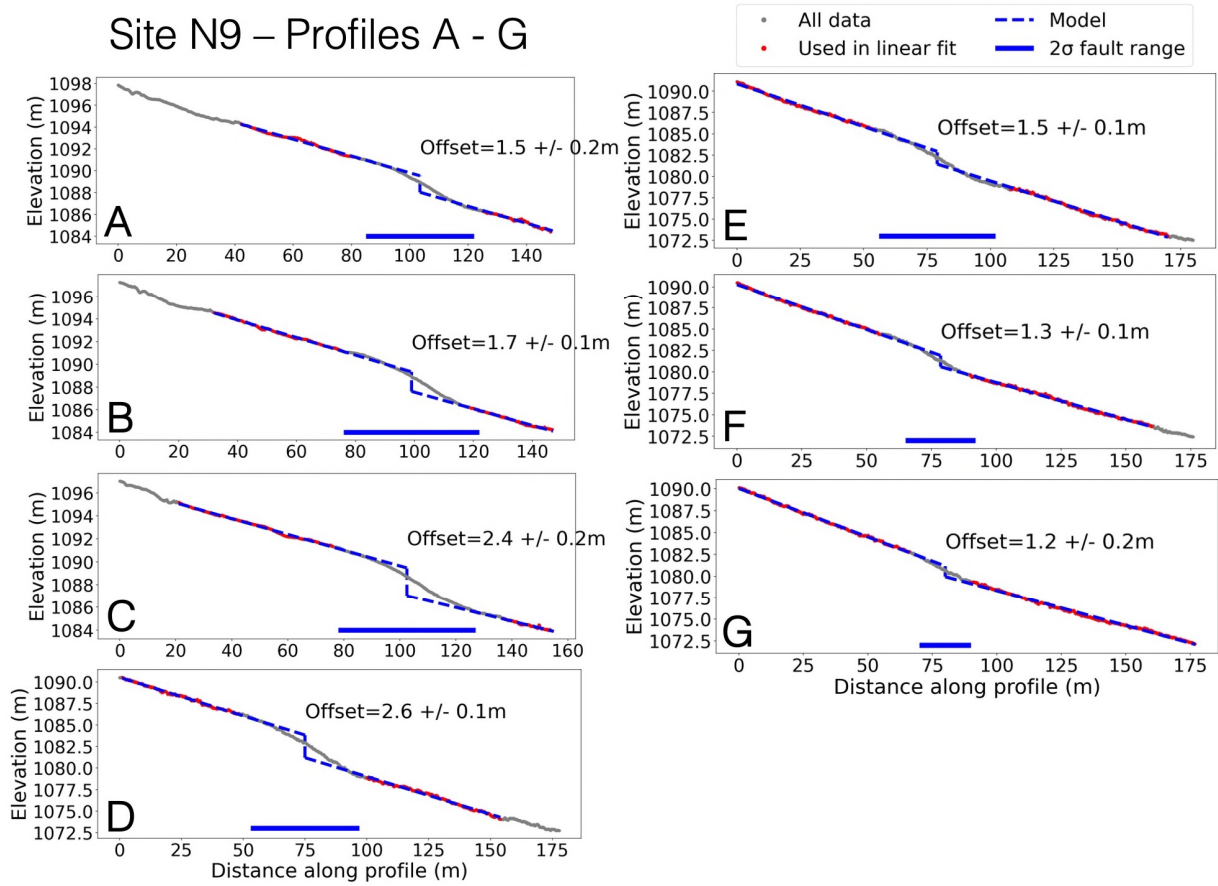 Site N9 – Profiles A - G
All data
Used in linear fit
Model
2σ fault range
Elevation (m)
1098
1096
1094
1092
1090
1088
1086
1084
A
Offset=1.5 +/- 0.2m
0 20 40 60 80 100 120 140
Elevation (m)
1096
1094
1092
1090
1088
1086
1084
B
Offset=1.7 +/- 0.1m
0 20 40 60 80 100 120 140
Elevation (m)
1096
1094
1092
1090
1088
1086
1084
C
Offset=2.4 +/- 0.2m
0 20 40 60 80 100 120 140 160
Elevation (m)
1090.0
1087.5
1085.0
1082.5
1080.0
1077.5
1075.0
1072.5
D
Offset=2.6 +/- 0.1m
0 25 50 75 100 125 150 175
Distance along profile (m)
Elevation (m)
1090.0
1087.5
1085.0
1082.5
1080.0
1077.5
1075.0
1072.5
E
Offset=1.5 +/- 0.1m
0 25 50 75 100 125 150 175
Elevation (m)
1090.0
1087.5
1085.0
1082.5
1080.0
1077.5
1075.0
1072.5
F
Offset=1.3 +/- 0.1m
0 25 50 75 100 125 150 175
Elevation (m)
1090.0
1087.5
1085.0
1082.5
1080.0
1077.5
1075.0
1072.5
G
Offset=1.2 +/- 0.2m
0 25 50 75 100 125 150 175
Distance along profile (m)